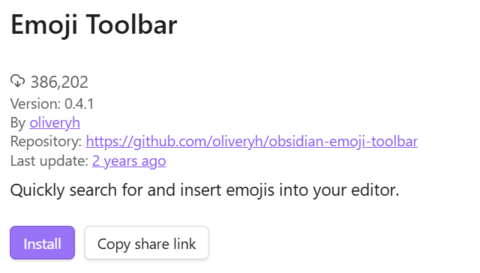 Emoji Toolbar
386,202
Version: 0.4.1
By oliveryh
Repository: https://github.com/oliveryh/obsidian-emoji-toolbar
Last update: 2 years ago
Quickly search for and insert emojis into your editor.
Install Copy share link